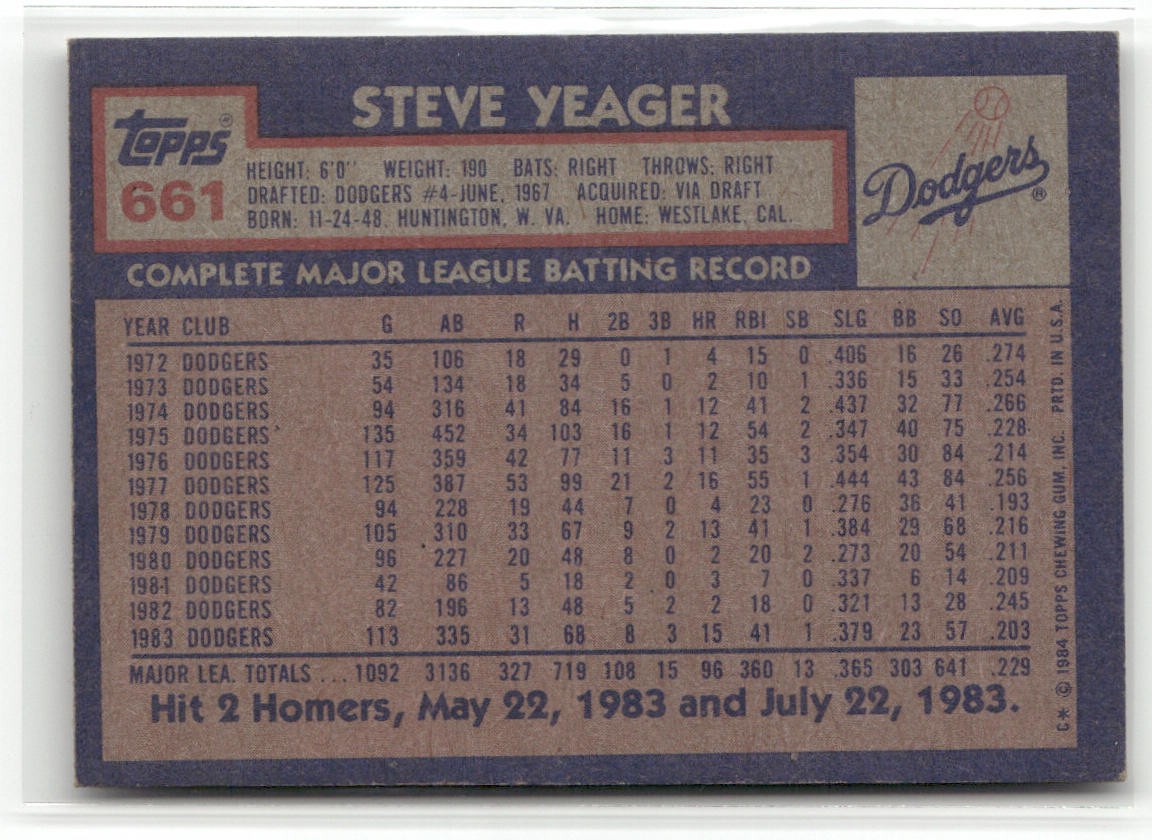 STEVE YEAGER
TOPPS®
661
HEIGHT: 6'0" WEIGHT: 190 BATS: RIGHT THROWS: RIGHT
DRAFTED: DODGERS #4-JUNE, 1967 ACQUIRED: VIA DRAFT
BORN: 11-24-48, HUNTINGTON, W. VA. HOME: WESTLAKE, CAL.
Dodgers®
COMPLETE MAJOR LEAGUE BATTING RECORD
YEAR CLUB G AB R H 2B 3B HR RBI SB SLG BB SO AVG
1972 DODGERS 35 106 18 29 0 1 4 15 0 .406 16 26 .274
1973 DODGERS 54 134 18 34 5 0 2 10 1 .336 15 33 .254
1974 DODGERS 94 316 41 84 16 1 12 41 2 .437 32 77 .266
1975 DODGERS 135 452 34 103 16 1 12 54 2 .347 40 75 .228
1976 DODGERS 117 359 42 77 11 3 11 35 3 .354 30 84 .214
1977 DODGERS 125 387 53 99 21 2 16 55 1 .444 43 84 .256
1978 DODGERS 94 228 19 44 7 0 4 23 0 .276 36 41 .193
1979 DODGERS 105 310 33 67 9 2 13 41 1 .384 29 68 .216
1980 DODGERS 96 227 20 48 8 0 2 20 2 .273 20 54 .211
1981 DODGERS 42 86 5 18 2 0 3 7 0 .337 6 14 .209
1982 DODGERS 82 196 13 48 5 2 2 18 0 .321 13 28 .245
1983 DODGERS 113 335 31 68 8 3 15 41 1 .379 23 57 .203
MAJOR LEA. TOTALS ... 1092 3136 327 719 108 15 96 360 13 .365 303 641 .229
Hit 2 Homers, May 22, 1983 and July 22, 1983.
C* © 1984 TOPPS CHEWING GUM, INC. PRTD. IN U.S.A.